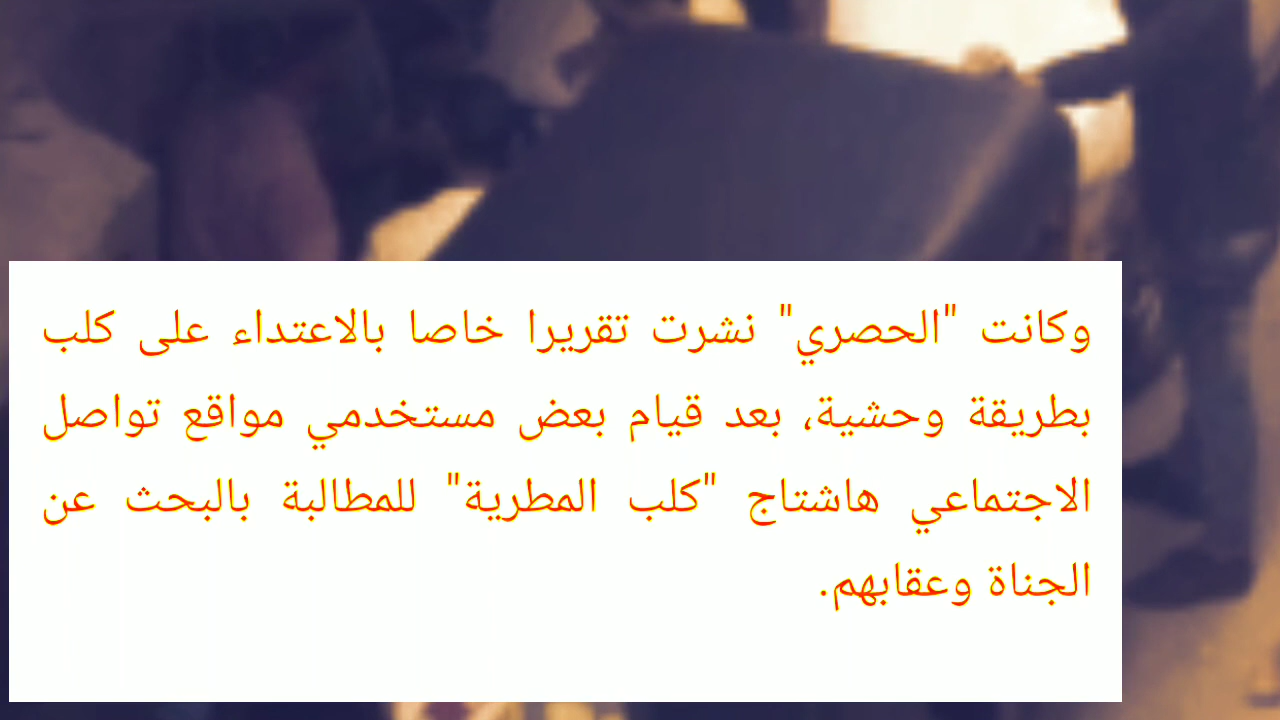 وكانت "الحصري" نشرت تقريرا خاصا بالاعتداء على كلب
بطريقة وحشية، بعد قيام بعض مستخدمي مواقع تواصل
الاجتماعي هاشتاج "كلب المطرية" للمطالبة بالبحث عن
الجناة وعقابهم.